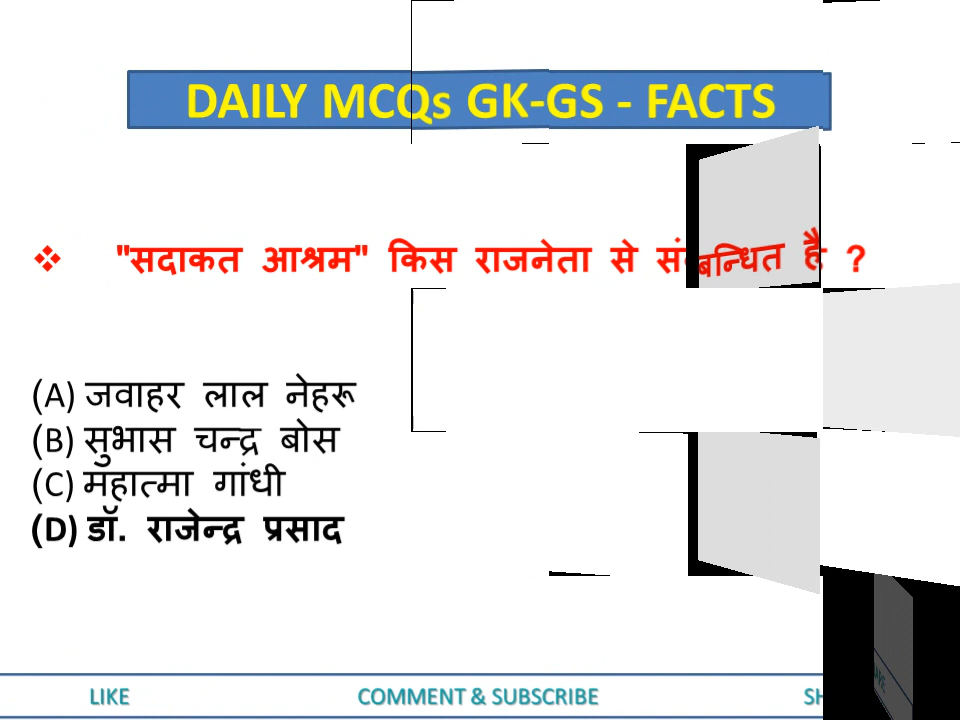 DAILY MCQs GK-GS - FACTS
❖ "सदाकत आश्रम" किस राजनेता से संबन्धित है ?
(A) जवाहर लाल नेहरू
(B) सुभास चन्द्र बोस
(C) महात्मा गांधी
(D) डॉ. राजेन्द्र प्रसाद
LIKE COMMENT & SUBSCRIBE